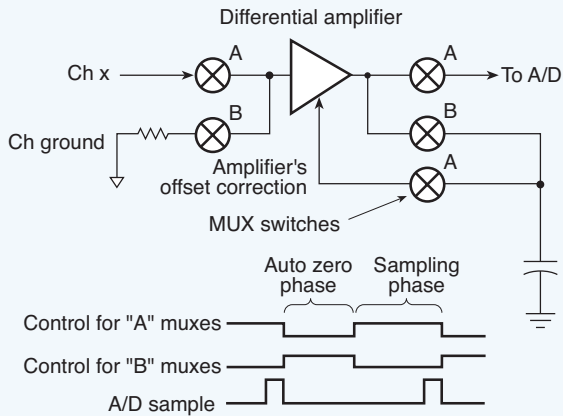 Differential amplifier
A
A
Ch x
To A/D
B
B
Ch ground
Amplifier's
offset correction
A
MUX switches
Auto zero
phase
Sampling
phase
Control for "A" muxes
Control for "B" muxes
A/D sample